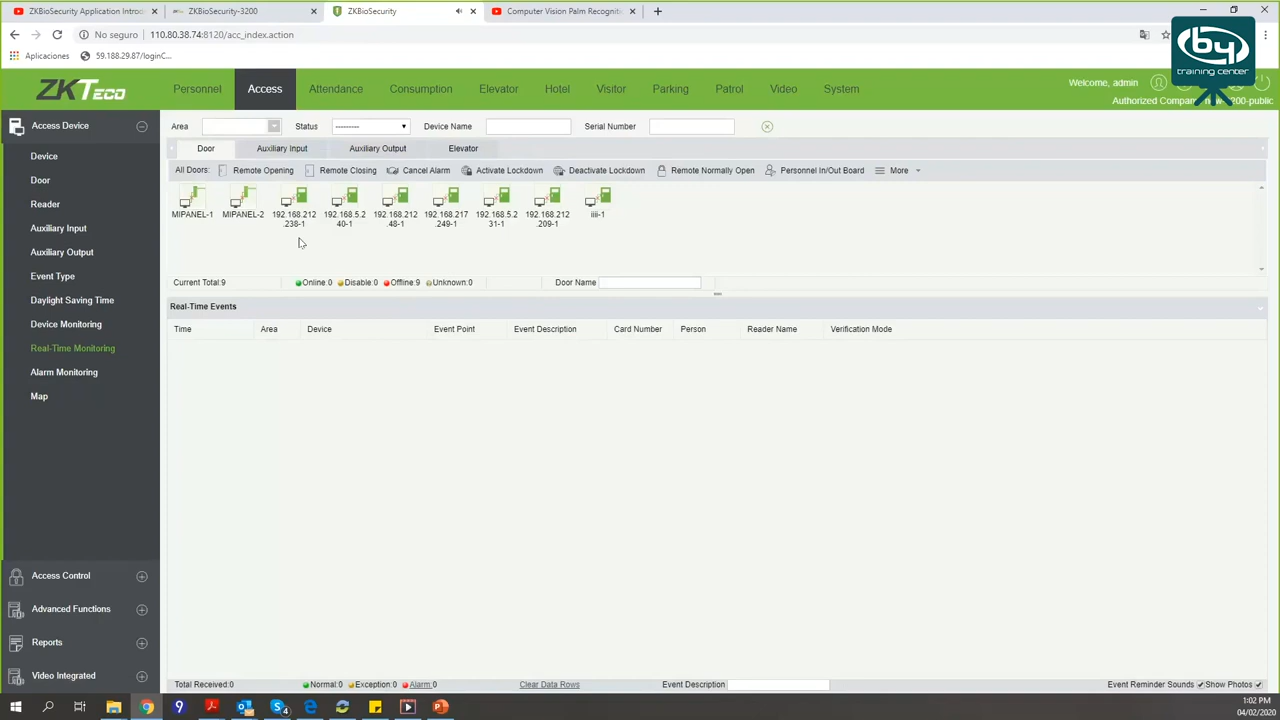 ZKBioSecurity Application Introd
ZKBioSecurity-3200
ZKBioSecurity
Computer Vision Palm Recogniti
No seguro
110.80.38.74:8120/acc_index.action
Aplicaciones
59.188.29.87/loginC...
by
training center
ZKTeco
Personnel
Access
Attendance
Consumption
Elevator
Hotel
Visitor
Parking
Patrol
Video
System
Welcome, admin
Authorized Compa
200-public
Access Device
Device
Door
Reader
Auxiliary Input
Auxiliary Output
Event Type
Daylight Saving Time
Device Monitoring
Real-Time Monitoring
Alarm Monitoring
Map
Access Control
Advanced Functions
Reports
Video Integrated
Area
Status
---------
Device Name
Serial Number
Door
Auxiliary Input
Auxiliary Output
Elevator
All Doors:
Remote Opening
Remote Closing
Cancel Alarm
Activate Lockdown
Deactivate Lockdown
Remote Normally Open
Personnel In/Out Board
More
MIPANEL-1
MIPANEL-2
192.168.212
.238-1
192.168.5.2
40-1
192.168.212
.48-1
192.168.217
.249-1
192.168.5.2
31-1
192.168.212
.209-1
iiii-1
Current Total:9
Online:0
Disable:0
Offline:9
Unknown:0
Door Name
Real-Time Events
Time
Area
Device
Event Point
Event Description
Card Number
Person
Reader Name
Verification Mode
Total Received:0
Normal:0
Exception:0
Alarm:0
Clear Data Rows
Event Description
Event Reminder Sounds
Show Photos
1:02 PM
04/02/2020